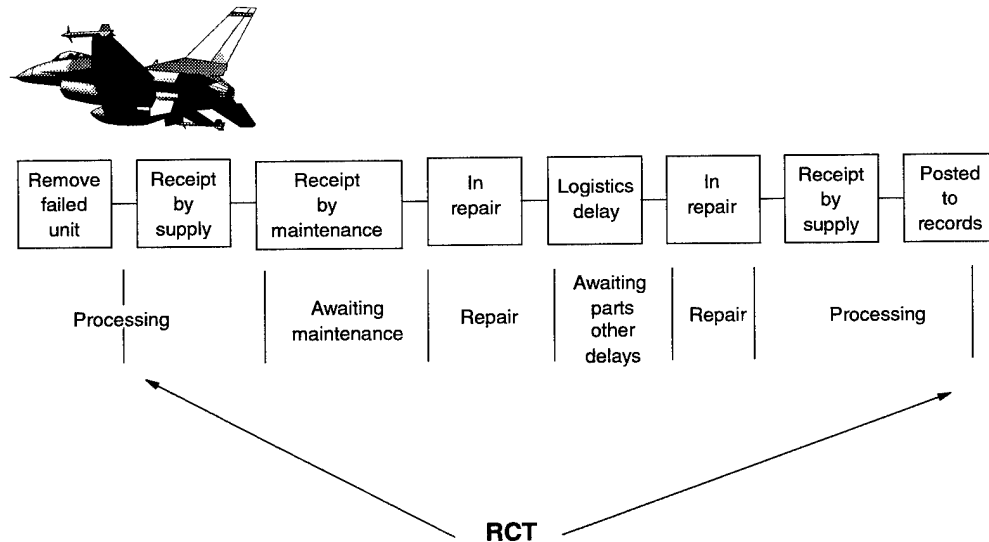 Remove
failed
unit
Receipt
by
supply
Receipt
by
maintenance
In
repair
Logistics
delay
In
repair
Receipt
by
supply
Posted
to
records
Processing
Awaiting
maintenance
Repair
Awaiting
parts
other
delays
Repair
Processing
RCT